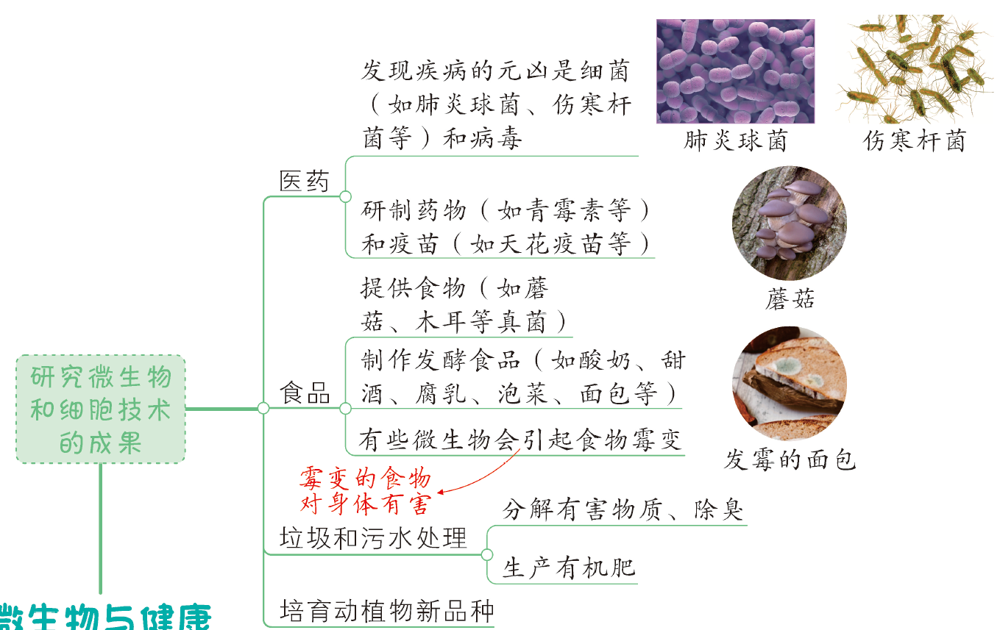 发现疾病的元凶是细菌
（如肺炎球菌、伤寒杆
菌等）和病毒
肺炎球菌
伤寒杆菌
医药
研制药物（如青霉素等）
和疫苗（如天花疫苗等）
蘑菇
提供食物（如蘑
菇、木耳等真菌）
制作发酵食品（如酸奶、甜
酒、腐乳、泡菜、面包等）
食品
有些微生物会引起食物霉变
发霉的面包
研究微生物
和细胞技术
的成果
霉变的食物
对身体有害
分解有害物质、除臭
垃圾和污水处理
生产有机肥
培育动植物新品种
微生物与健康